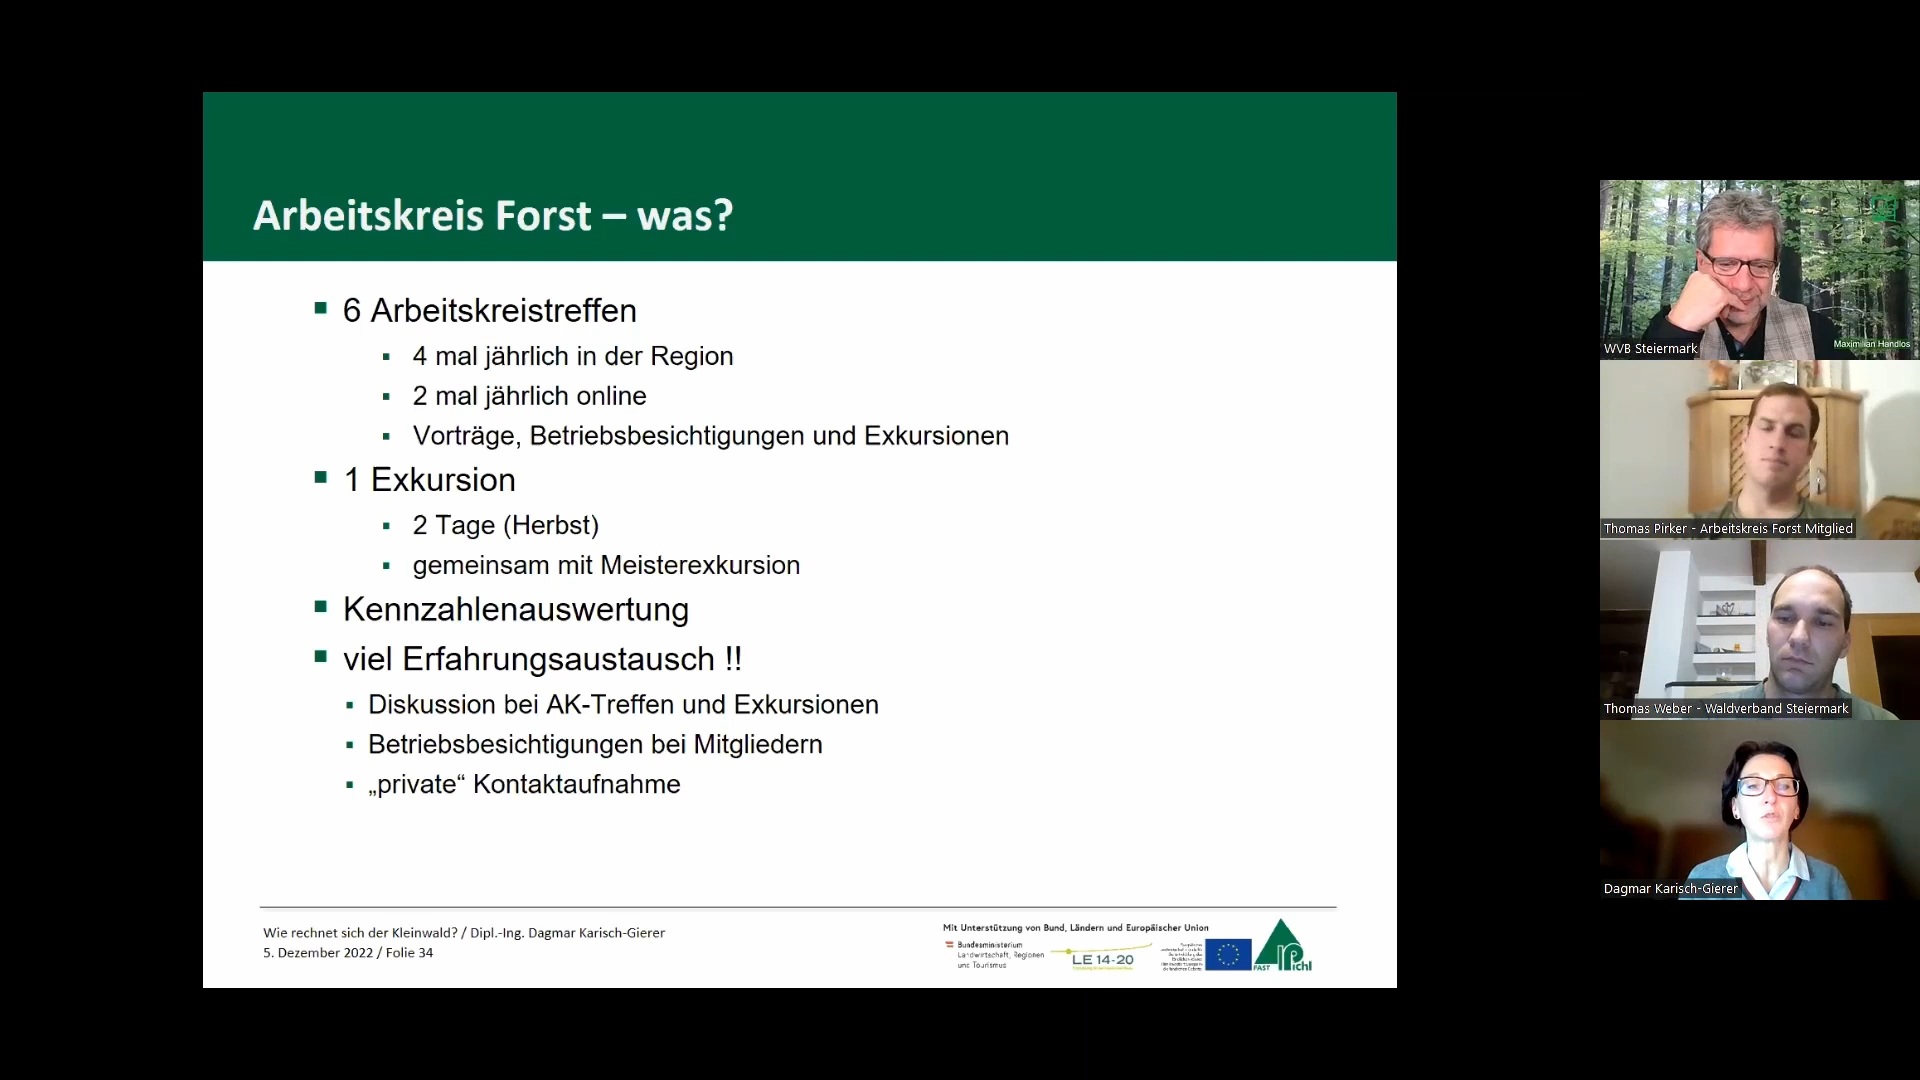 Arbeitskreis Forst – was?
6 Arbeitskreistreffen
4 mal jährlich in der Region
2 mal jährlich online
Vorträge, Betriebsbesichtigungen und Exkursionen
1 Exkursion
2 Tage (Herbst)
gemeinsam mit Meisterexkursion
Kennzahlenauswertung
viel Erfahrungsaustausch !!
Diskussion bei AK-Treffen und Exkursionen
Betriebsbesichtigungen bei Mitgliedern
„private“ Kontaktaufnahme
Wie rechnet sich der Kleinwald? / Dipl.-Ing. Dagmar Karisch-Gierer
5. Dezember 2022 / Folie 34
Mit Unterstützung von Bund, Ländern und Europäischer Union
Bundesministerium
Landwirtschaft, Regionen
und Tourismus
LE 14-20
FAST Pichl
Maximilian Handlos
WVB Steiermark
Thomas Pirker - Arbeitskreis Forst Mitglied
Thomas Weber - Waldverband Steiermark
Dagmar Karisch-Gierer